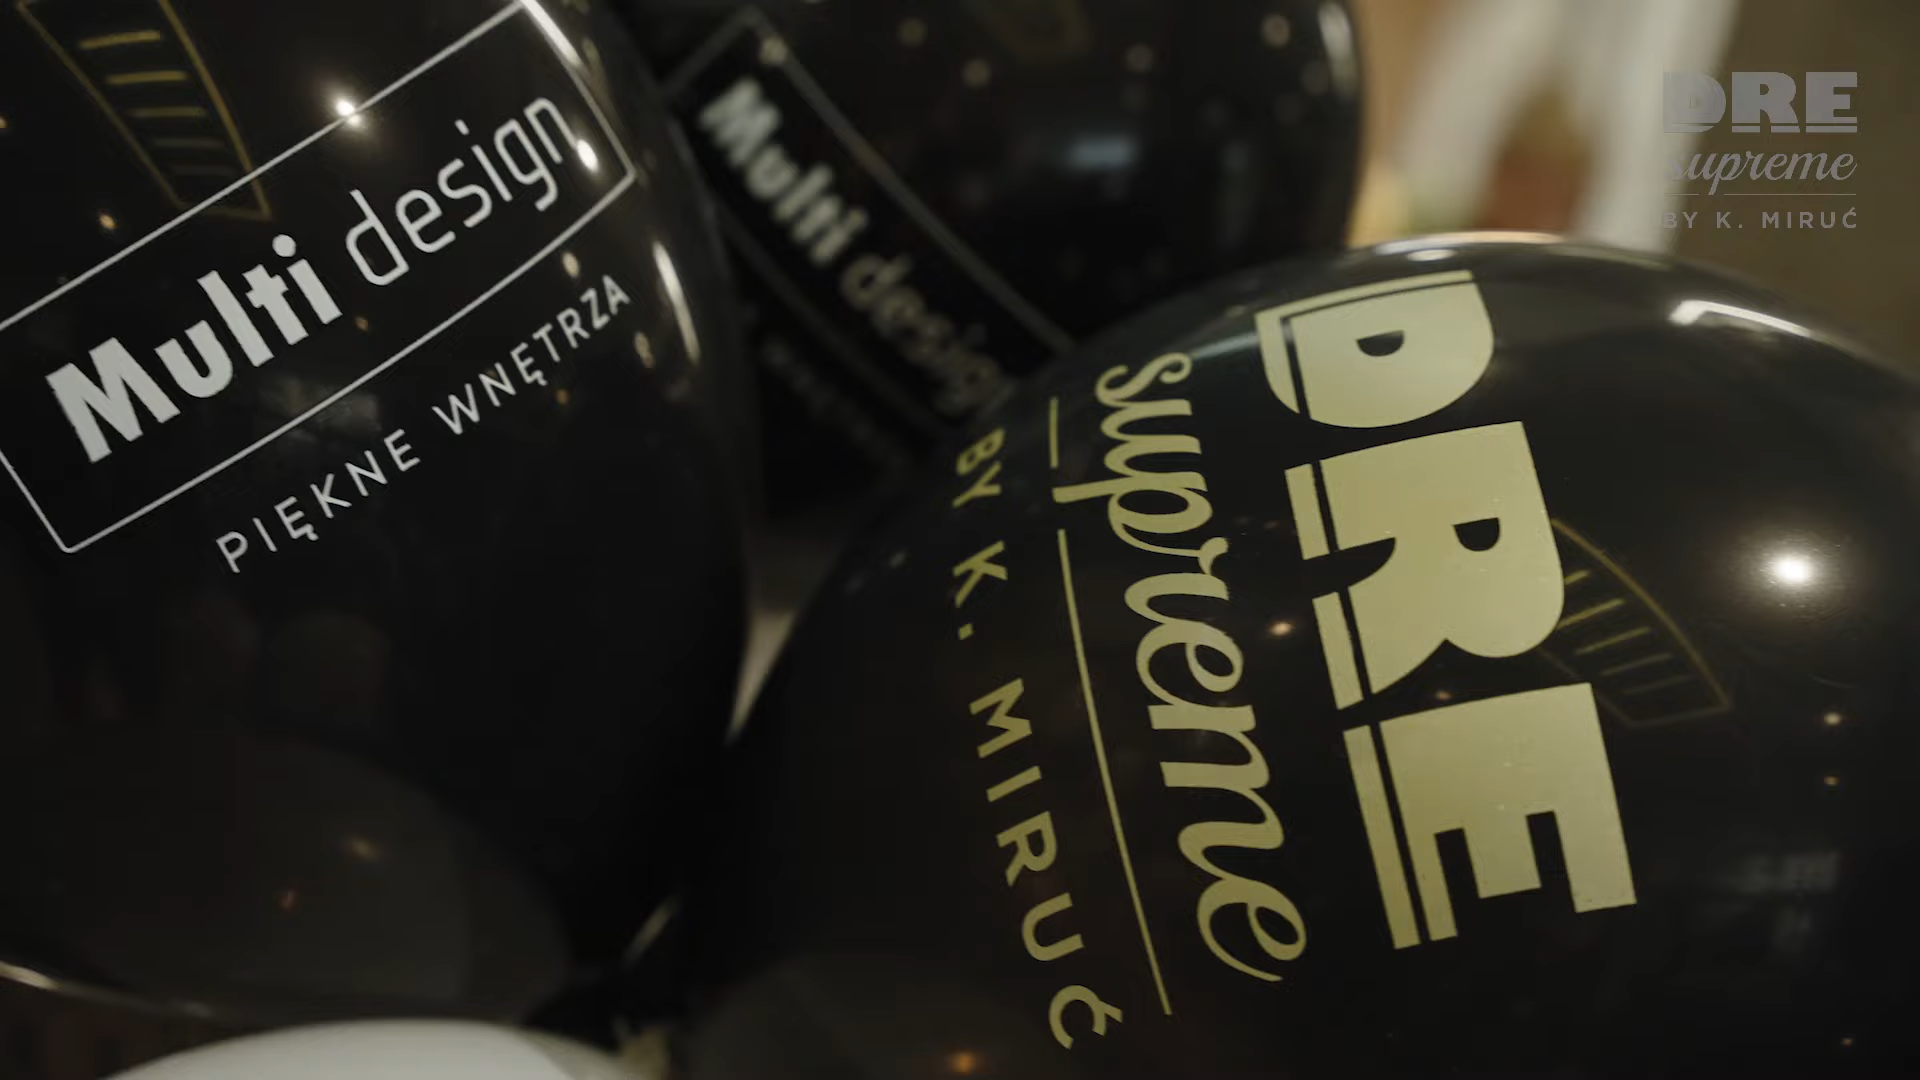 Multi design
PIĘKNE WNĘTRZA
Multi design
DRE
supreme
BY K. MIRUĆ
DRE
supreme
BY K. MIRUĆ